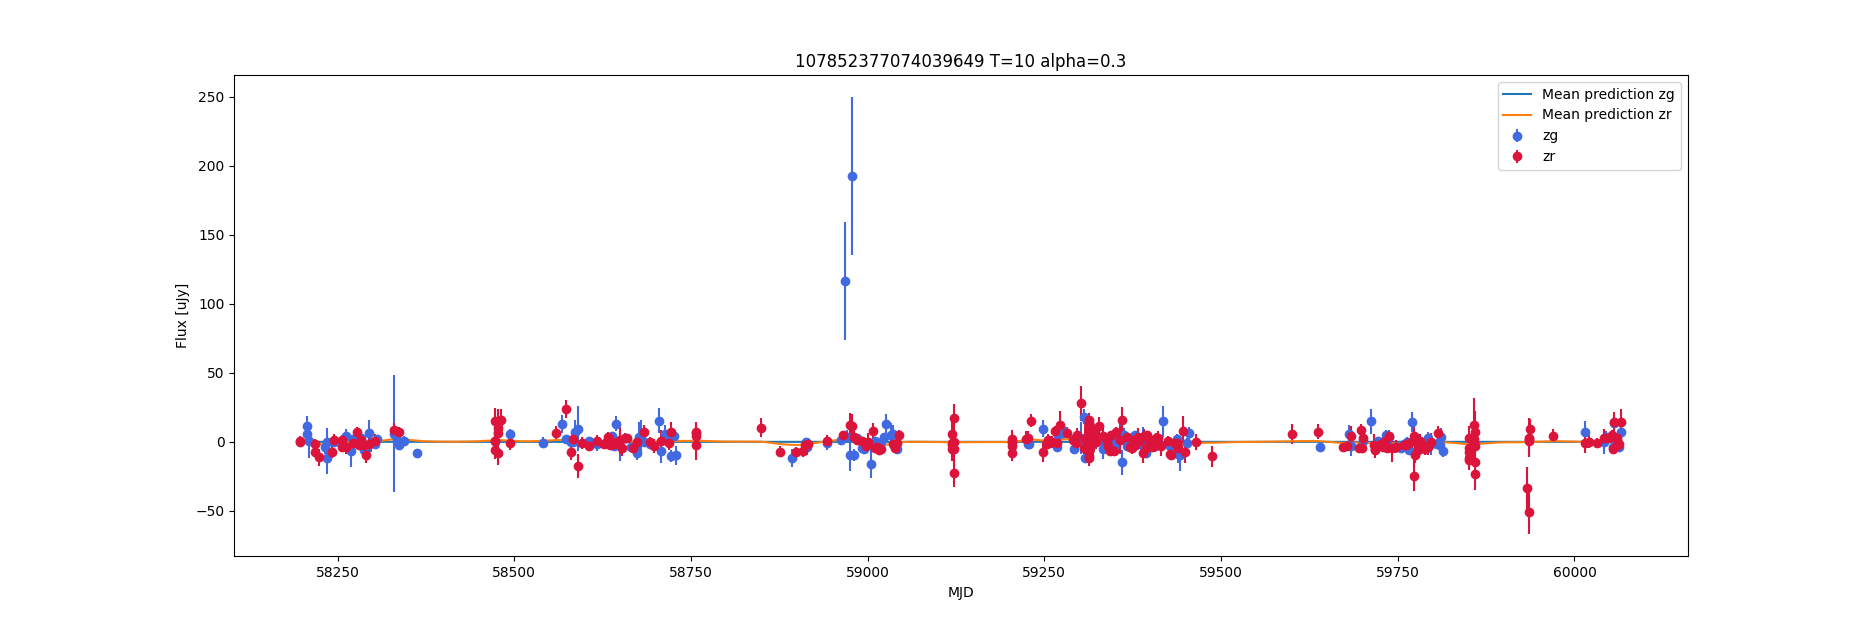 107852377074039649 T=10 alpha=0.3
Mean prediction zg
Mean prediction zr
zg
zr
250
200
150
100
50
0
−50
Flux [uJy]
58250
58500
58750
59000
59250
59500
59750
60000
MJD